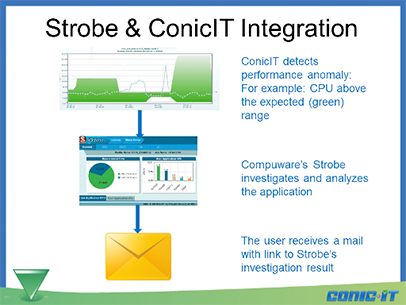 Strobe & ConicIT Integration
ConicIT detects
performance anomaly:
For example: CPU above
the expected (green)
range
Compuware's Strobe
investigates and analyzes
the application
The user receives a mail
with link to Strobe's
investigation result
CONIC-IT